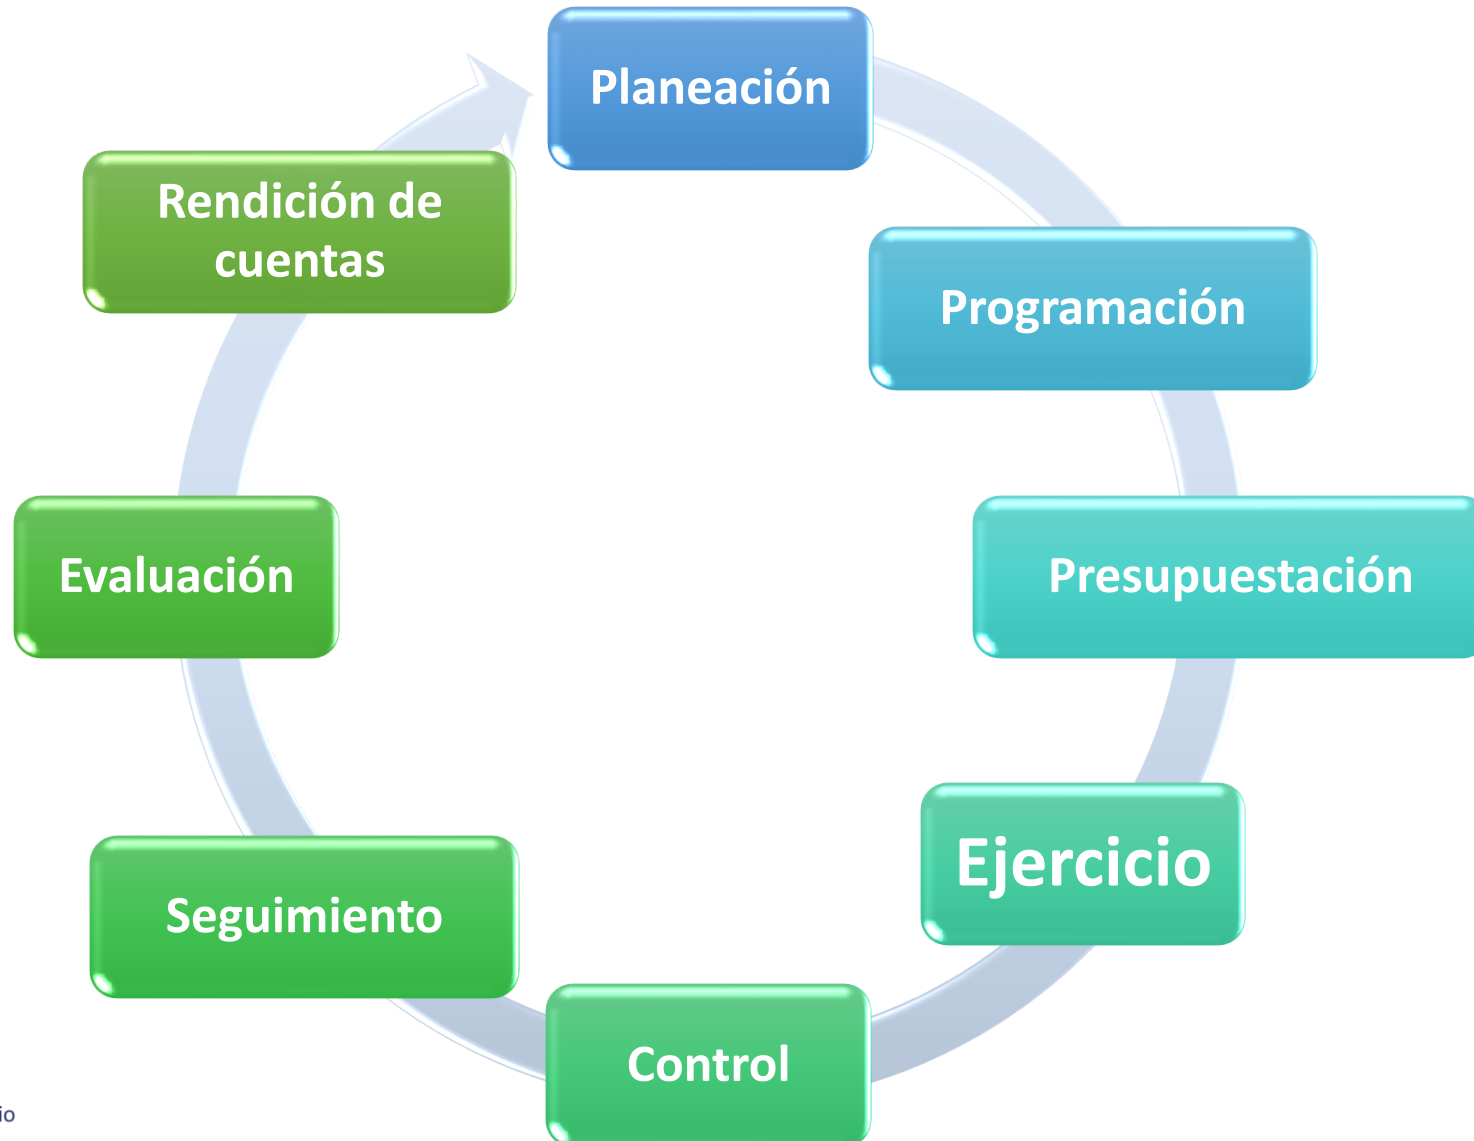 Planeación
Programación
Presupuestación
Ejercicio
Control
Seguimiento
Evaluación
Rendición de
cuentas